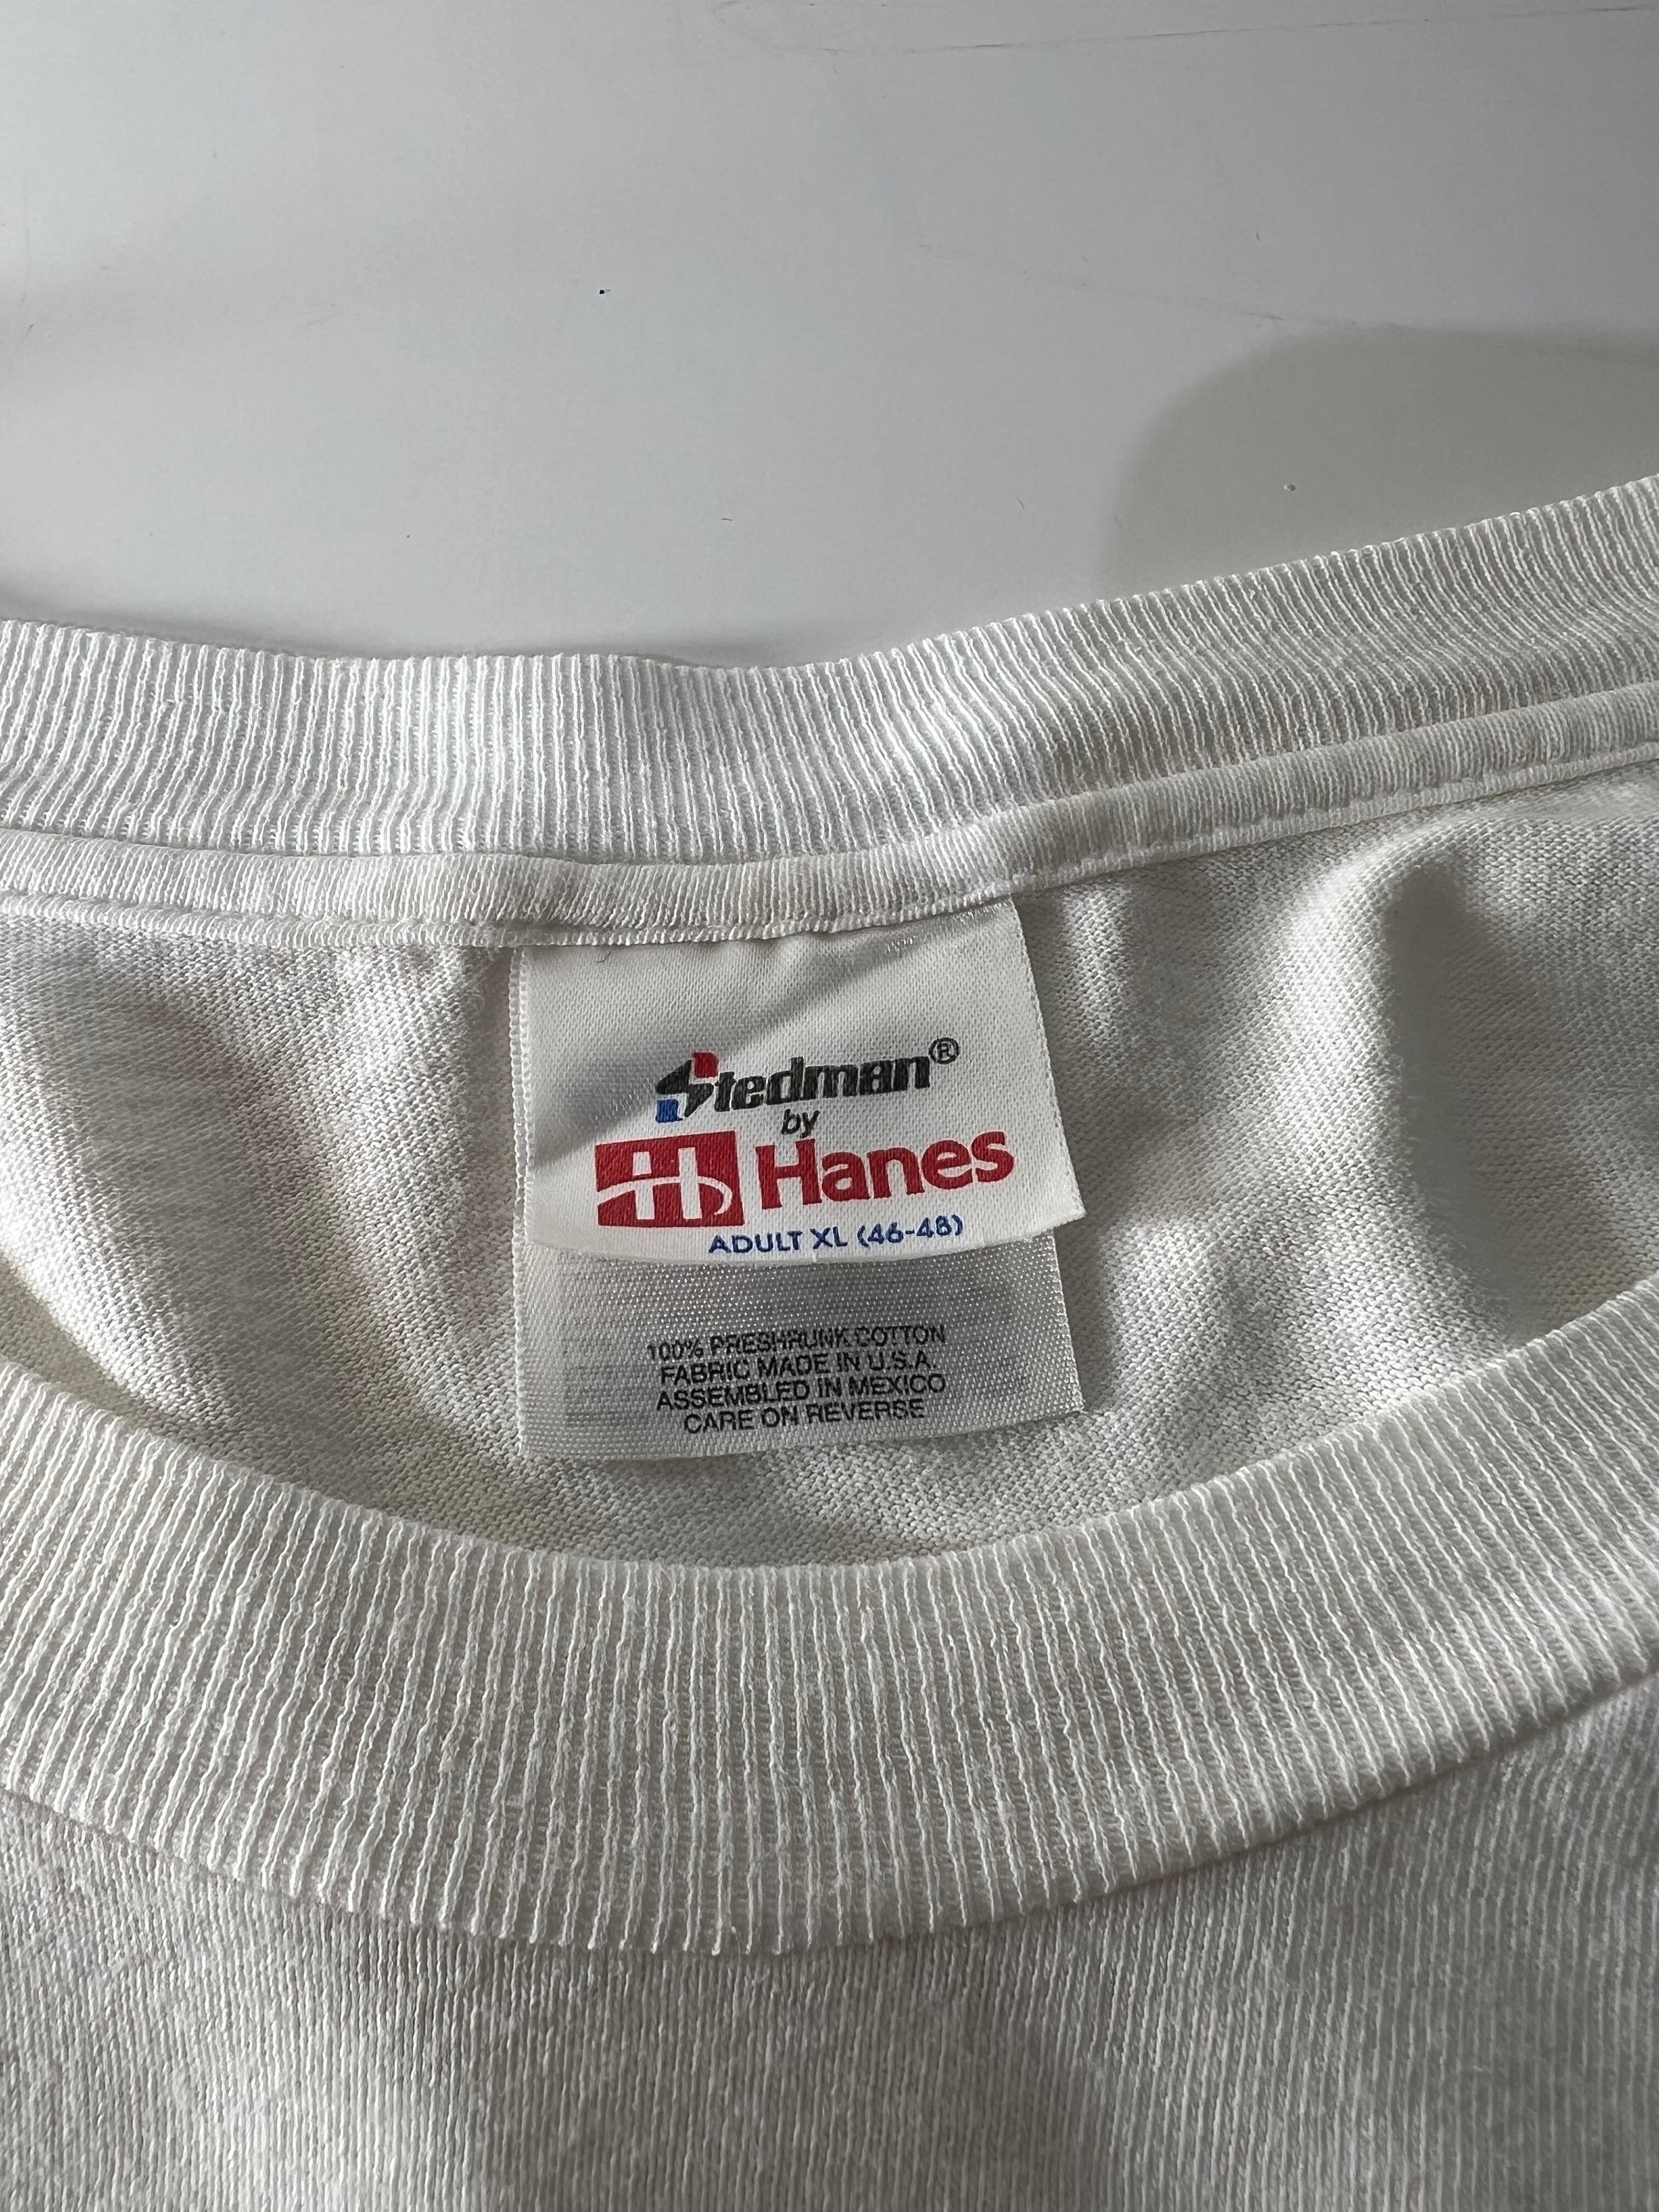 Stedman®
by
Hanes
ADULT XL (46-48)
100% PRESHRUNK COTTON
FABRIC MADE IN U.S.A.
ASSEMBLED IN MEXICO
CARE ON REVERSE